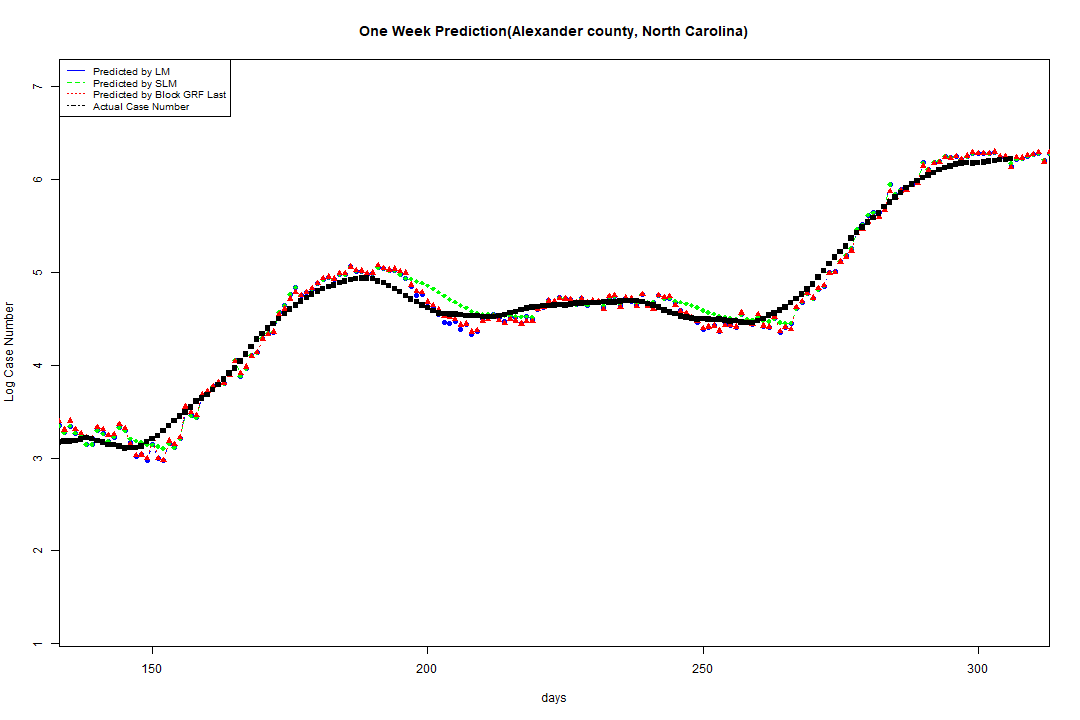 One Week Prediction(Alexander county, North Carolina)
Predicted by LM
Predicted by SLM
Predicted by Block GRF Last
Actual Case Number
7
6
5
4
3
2
1
Log Case Number
150
200
250
300
days